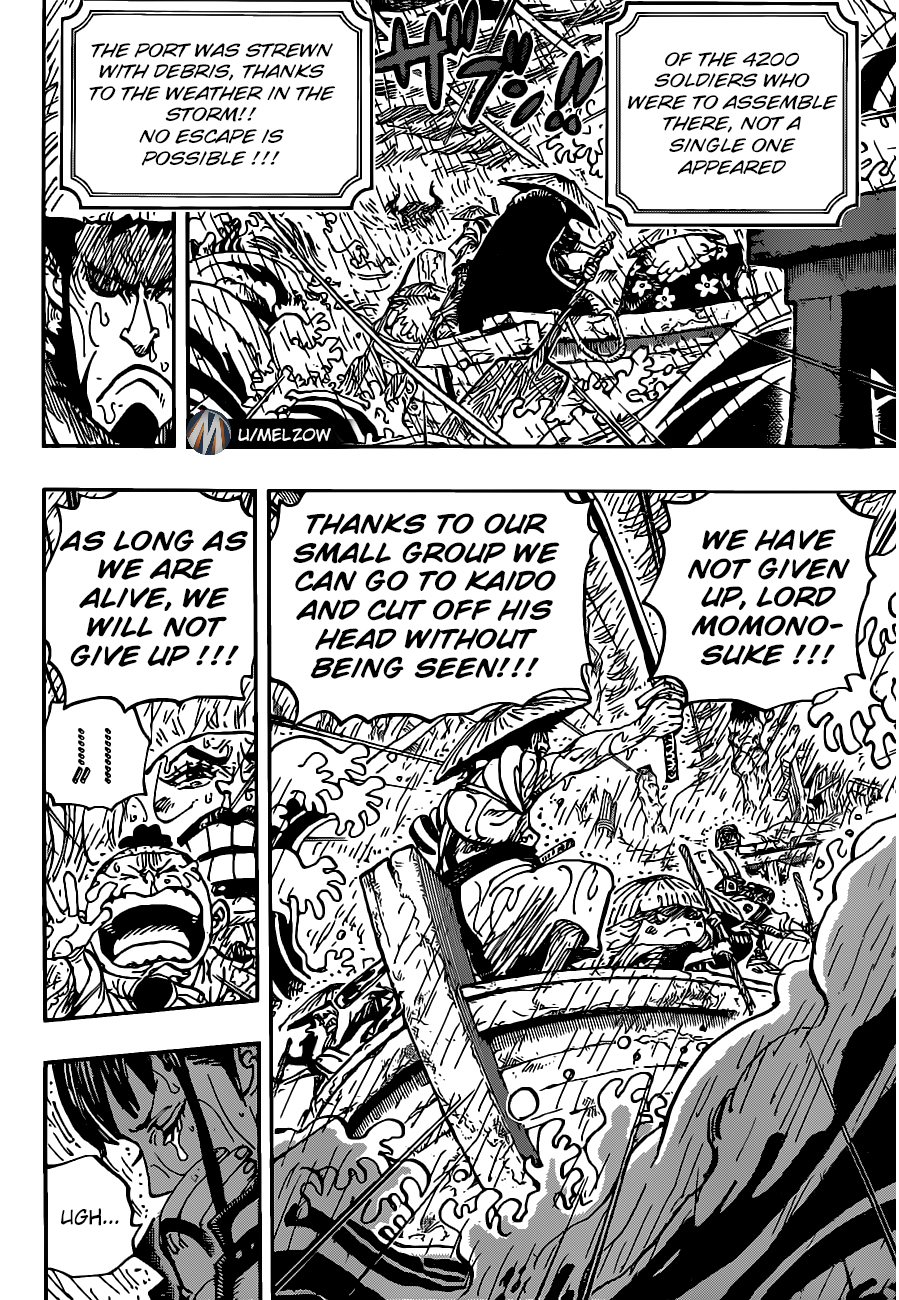 OF THE 4200
SOLDIERS WHO
WERE TO ASSEMBLE
THERE, NOT A
SINGLE ONE
APPEARED
ザザン!!
THE PORT WAS STREWN
WITH DEBRIS, THANKS
TO THE WEATHER IN THE
STORM!!
NO ESCAPE IS
POSSIBLE !!!
U/MELZOW
WE HAVE
NOT GIVEN
UP, LORD
MOMONO-
SUKE !!!
THANKS TO OUR
SMALL GROUP WE
CAN GO TO KAIDO
AND CUT OFF HIS
HEAD WITHOUT
BEING SEEN!!!
AS LONG AS
WE ARE
ALIVE, WE
WILL NOT
GIVE UP !!!
............!!
UGH...